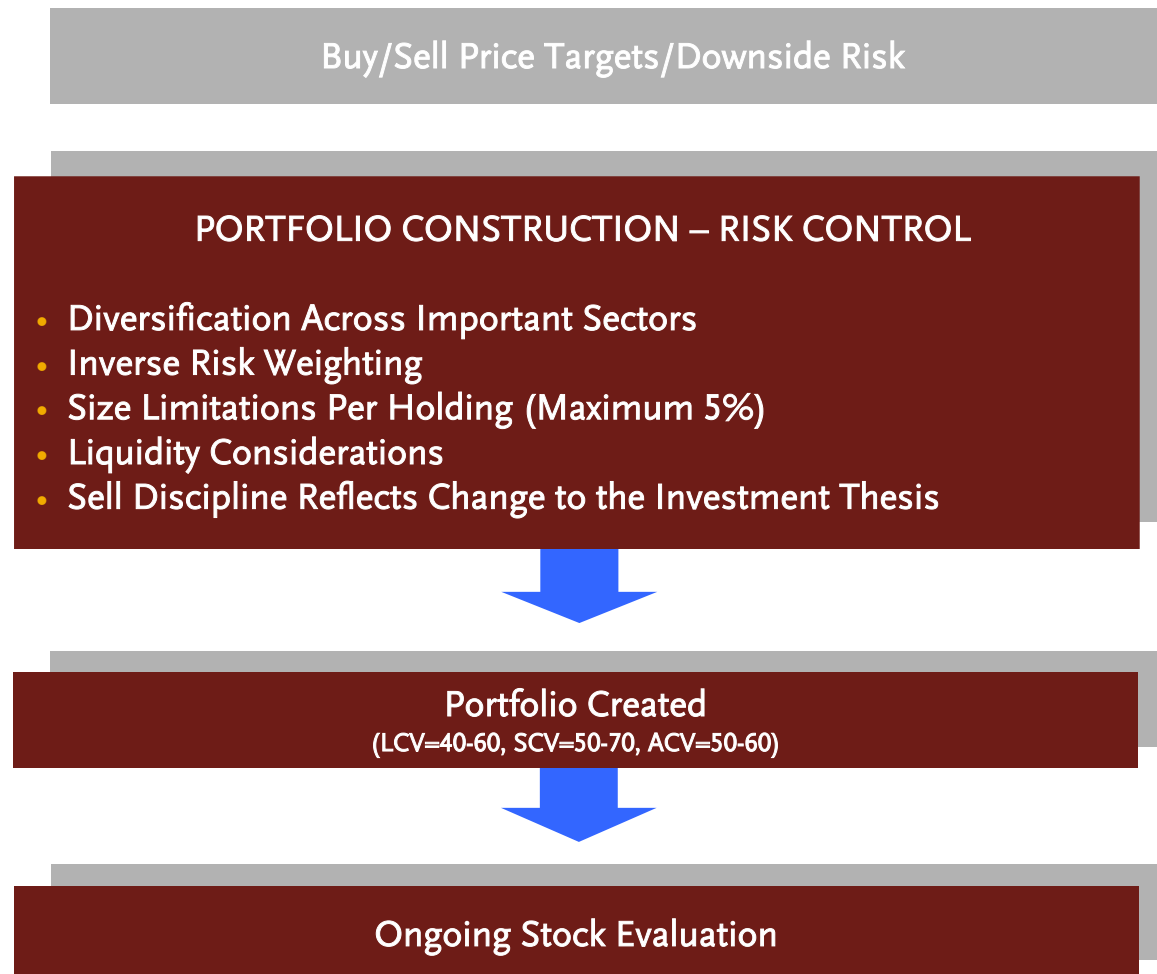 Buy/Sell Price Targets/Downside Risk
PORTFOLIO CONSTRUCTION – RISK CONTROL
• Diversification Across Important Sectors
• Inverse Risk Weighting
• Size Limitations Per Holding (Maximum 5%)
• Liquidity Considerations
• Sell Discipline Reflects Change to the Investment Thesis
Portfolio Created
(LCV=40-60, SCV=50-70, ACV=50-60)
Ongoing Stock Evaluation